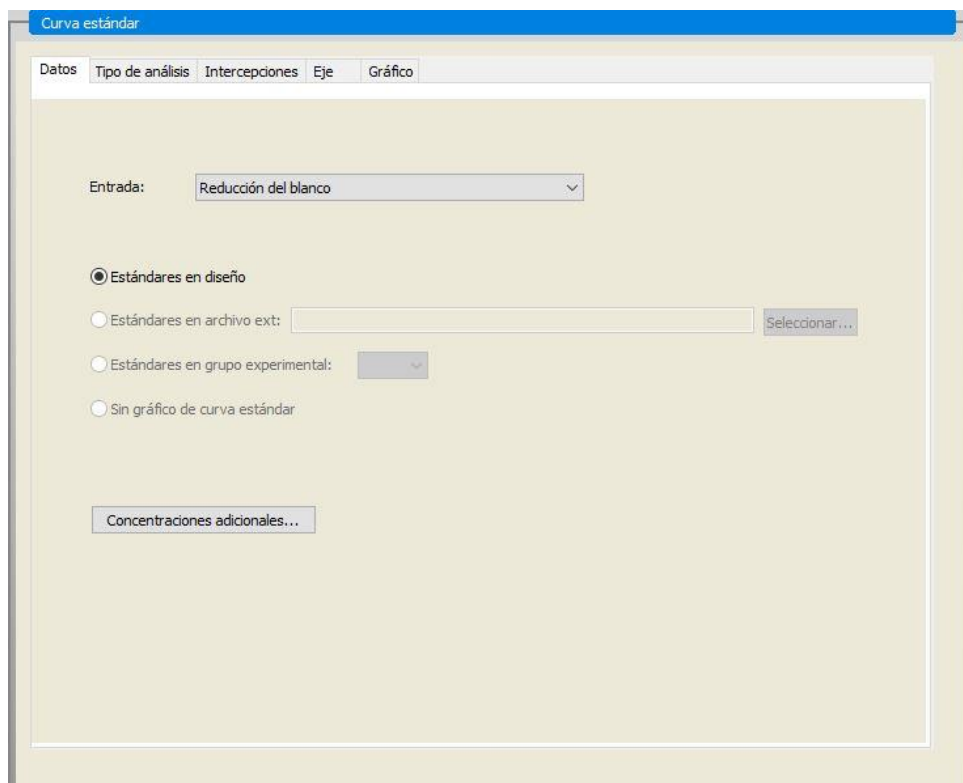 Curva estándar
Datos Tipo de análisis Intercepciones Eje Gráfico
Entrada: Reducción del blanco
Estándares en diseño
Estándares en archivo ext: Seleccionar...
Estándares en grupo experimental:
Sin gráfico de curva estándar
Concentraciones adicionales...